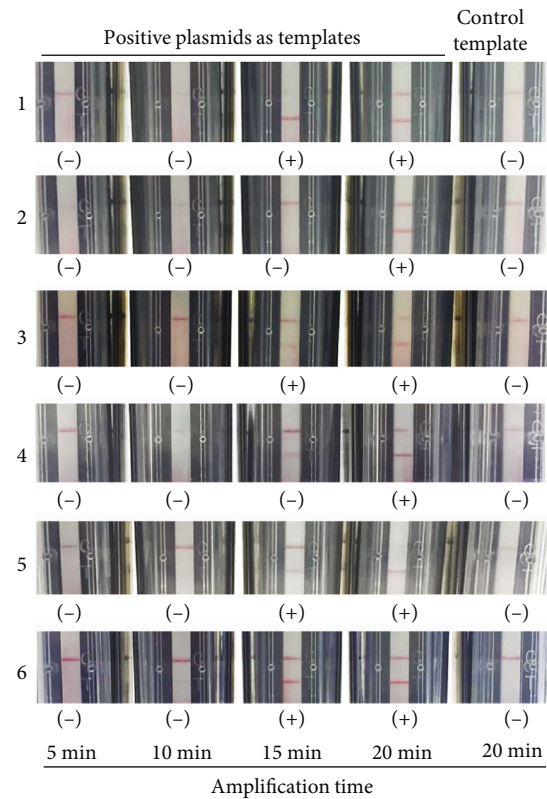 Positive plasmids as templates
Control
template
1
(–) (–) (+) (+) (–)
2
(–) (–) (–) (+) (–)
3
(–) (–) (+) (+) (–)
4
(–) (–) (–) (+) (–)
5
(–) (–) (+) (+) (–)
6
(–) (–) (+) (+) (–)
5 min 10 min 15 min 20 min 20 min
Amplification time